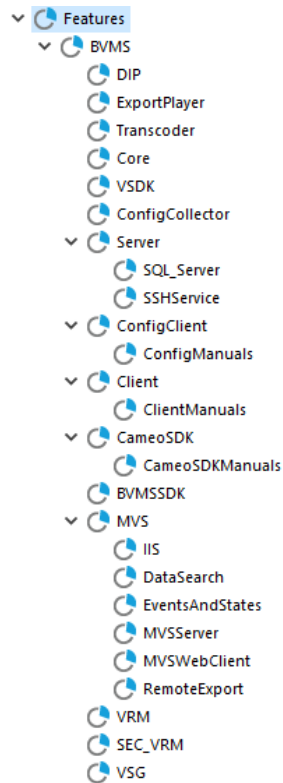 Features
BVMS
DIP
ExportPlayer
Transcoder
Core
VSDK
ConfigCollector
Server
SQL_Server
SSHService
ConfigClient
ConfigManuals
Client
ClientManuals
CameoSDK
CameoSDKManuals
BVMSSDK
MVS
IIS
DataSearch
EventsAndStates
MVSServer
MVSWebClient
RemoteExport
VRM
SEC_VRM
VSG